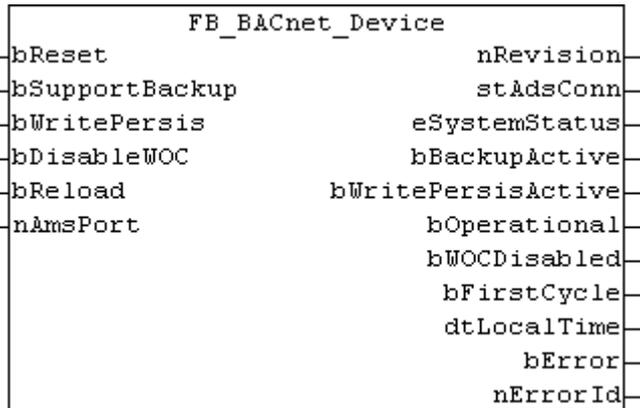 FB_BACnet_Device
bReset nRevision
bSupportBackup stAdsConn
bWritePersis eSystemStatus
bDisableWOC bBackupActive
bReload bWritePersisActive
nAmsPort bOperational
bWOCDisabled
bFirstCycle
dtLocalTime
bError
nErrorId